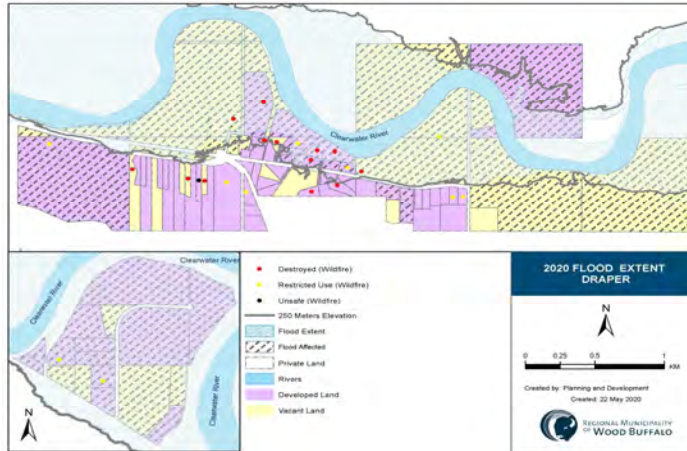 Clearwater River
Clearwater River
Clearwater River
Clearwater River
N
Destroyed (Wildfire)
Restricted Use (Wildfire)
Unsafe (Wildfire)
250 Meters Elevation
Flood Extent
Flood Affected
Private Land
Rivers
Developed Land
Vacant Land
2020 FLOOD EXTENT
DRAPER
N
0 0.25 0.5 1
KM
Created by: Planning and Development
Created: 22 May 2020
REGIONAL MUNICIPALITY
OF WOOD BUFFALO